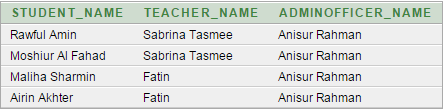 STUDENT_NAME TEACHER_NAME ADMINOFFICER_NAME
Rawful Amin Sabrina Tasmee Anisur Rahman
Moshiur Al Fahad Sabrina Tasmee Anisur Rahman
Maliha Sharmin Fatin Anisur Rahman
Airin Akhter Fatin Anisur Rahman